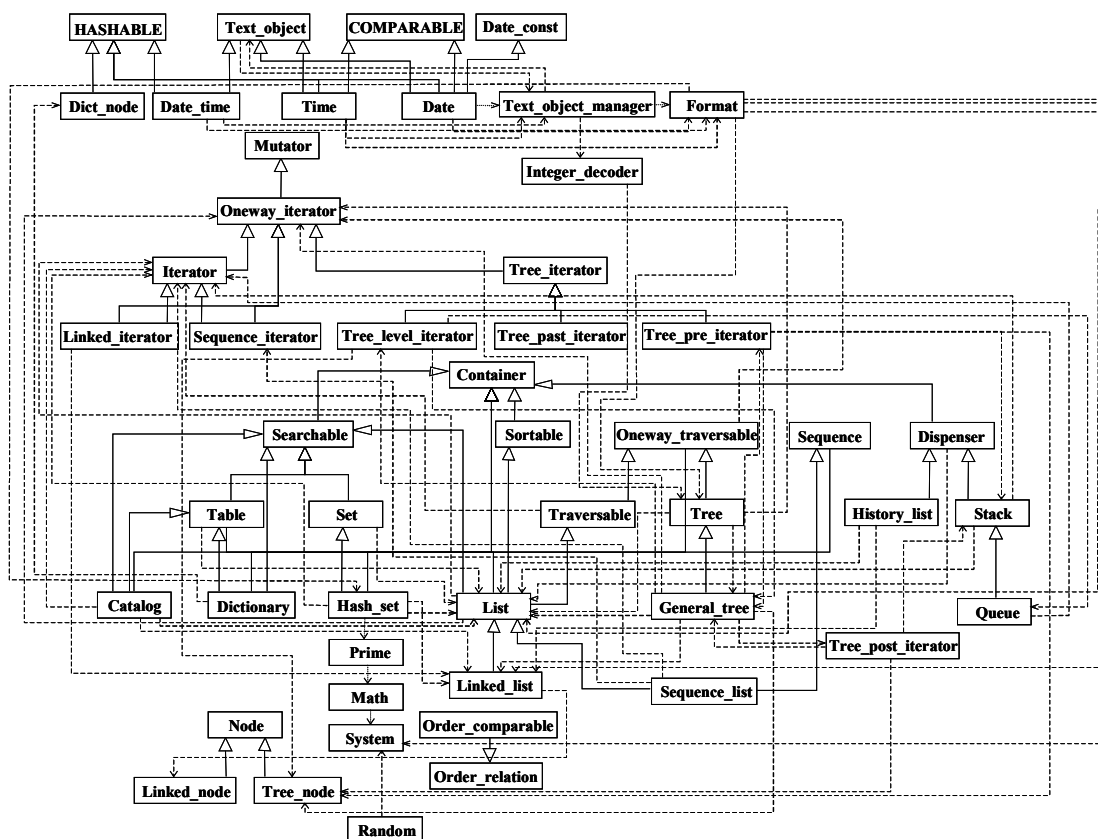 HASHABLE
Text_object
COMPARABLE
Date_const
Dict_node
Date_time
Time
Date
Text_object_manager
Format
Mutator
Integer_decoder
Oneway_iterator
Iterator
Tree_iterator
Linked_iterator
Sequence_iterator
Tree_level_iterator
Tree_past_iterator
Tree_pre_iterator
Container
Searchable
Sortable
Oneway_traversable
Sequence
Dispenser
Table
Set
Traversable
Tree
History_list
Stack
Catalog
Dictionary
Hash_set
List
General_tree
Queue
Prime
Tree_post_iterator
Math
Linked_list
Sequence_list
Node
System
Order_comparable
Linked_node
Tree_node
Order_relation
Random